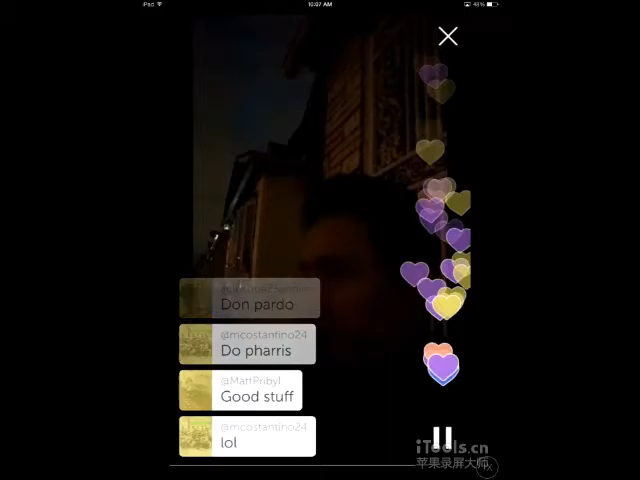 iPad
10:07 AM
48%
Don pardo
@mcostantino24
Do pharris
@MattPribyl
Good stuff
@mcostantino24
lol
iTools.cn
苹果录屏大师